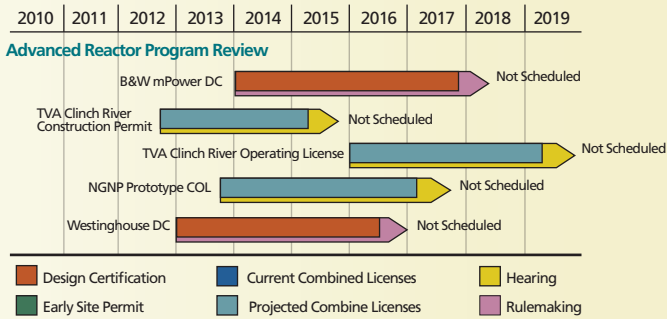 2010 2011 2012 2013 2014 2015 2016 2017 2018 2019
Advanced Reactor Program Review
B&W mPower DC Not Scheduled
TVA Clinch River
Construction Permit Not Scheduled
TVA Clinch River Operating License Not Scheduled
NGNP Prototype COL Not Scheduled
Westinghouse DC Not Scheduled
Design Certification Current Combined Licenses Hearing
Early Site Permit Projected Combine Licenses Rulemaking